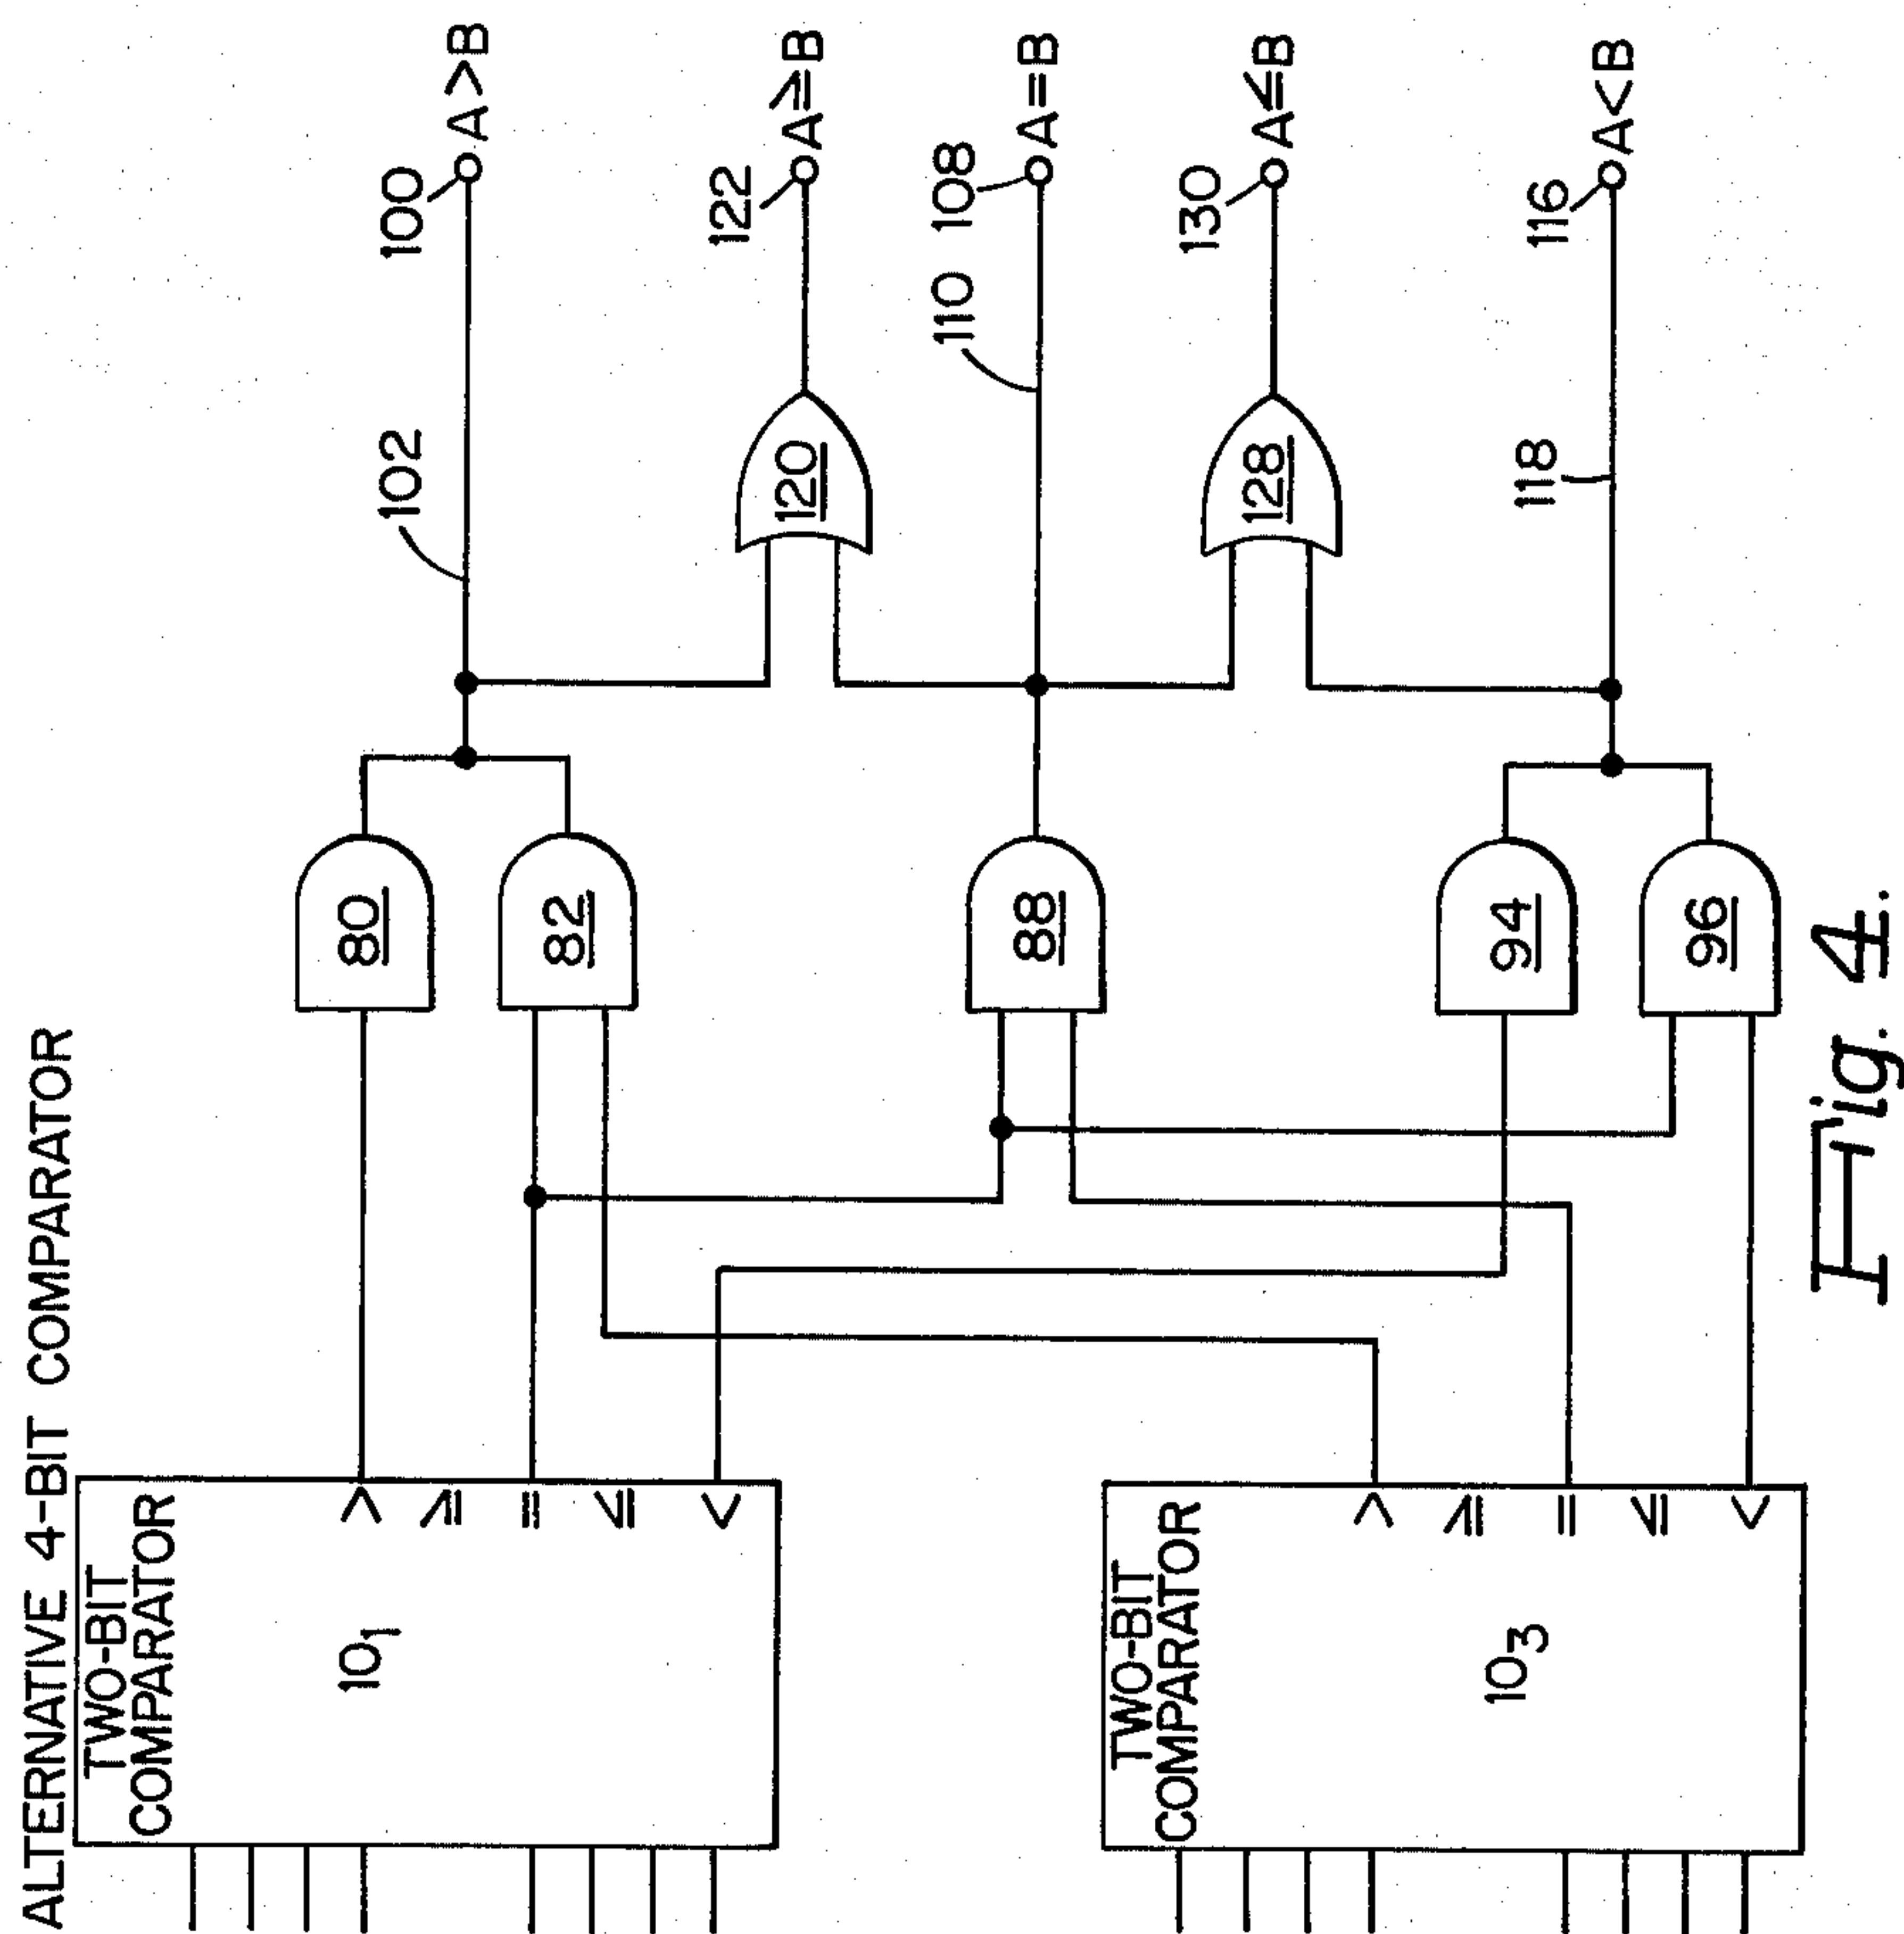 ALTERNATIVE 4-BIT COMPARATOR
TWO-BIT
COMPARATOR
10₁
>
≥
=
≤
<
TWO-BIT
COMPARATOR
10₃
>
≥
=
≤
<
80
82
88
94
96
102
100
A>B
120
122
A≥B
110
108
A=B
128
130
A≤B
118
116
A<B
Fig. 4.